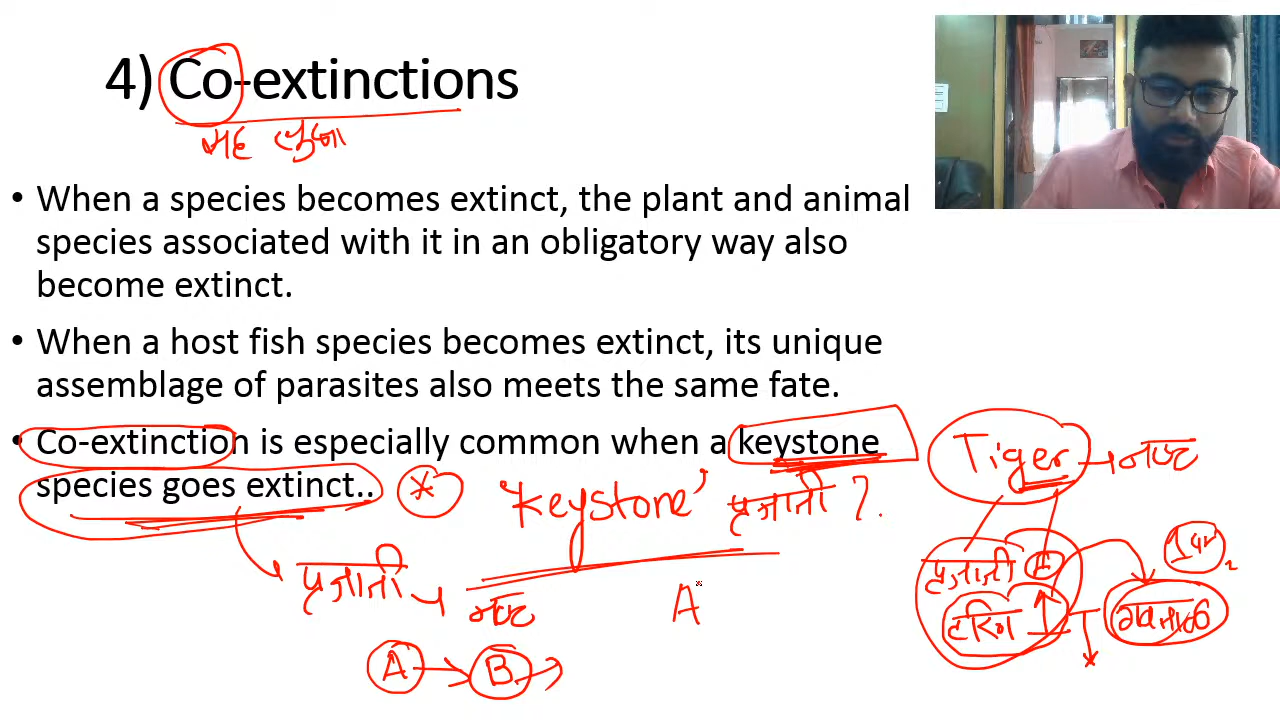 4) Co-extinctions
सह लुप्त
• When a species becomes extinct, the plant and animal
species associated with it in an obligatory way also
become extinct.
• When a host fish species becomes extinct, its unique
assemblage of parasites also meets the same fate.
• Co-extinction is especially common when a keystone
species goes extinct..
Tiger → नष्ट
'Keystone' प्रजाती ?
प्रजाती
नष्ट
A
A → B →
प्रजाती
हरिण